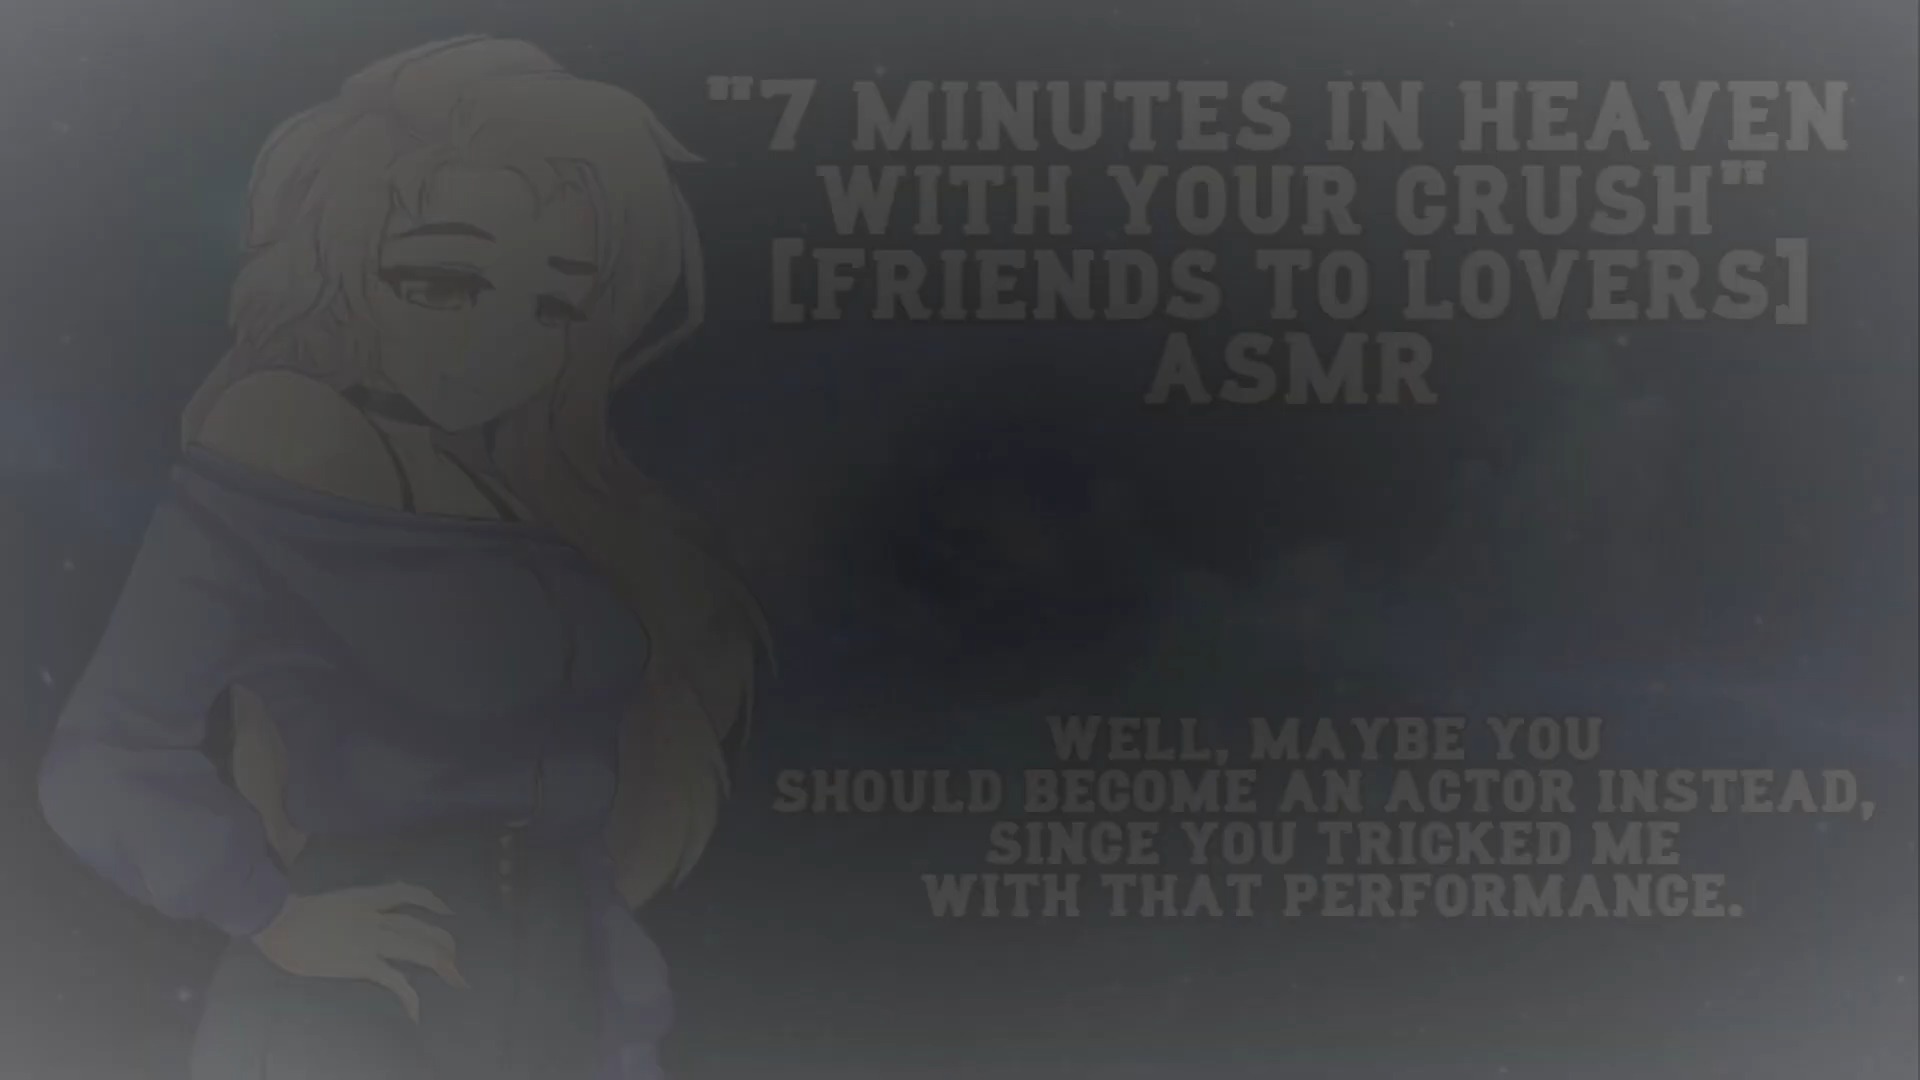 "7 MINUTES IN HEAVEN
WITH YOUR CRUSH"
[FRIENDS TO LOVERS]
ASMR
WELL, MAYBE YOU
SHOULD BECOME AN ACTOR INSTEAD,
SINCE YOU TRICKED ME
WITH THAT PERFORMANCE.